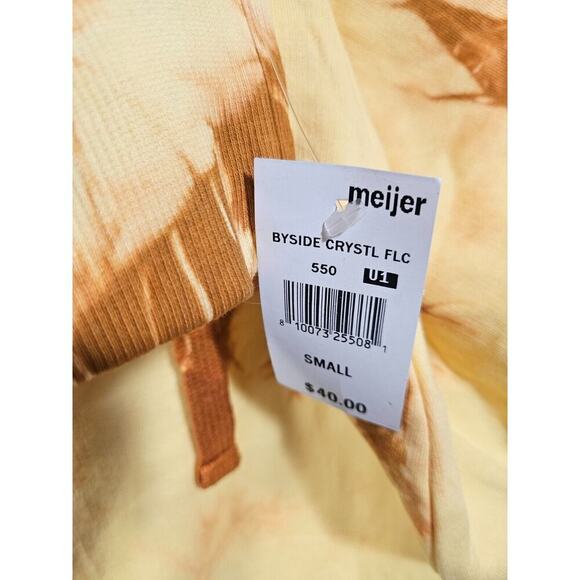 meijer
BYSIDE CRYSTL FLC
550 U1
8 10073 25508 1
SMALL
$40.00